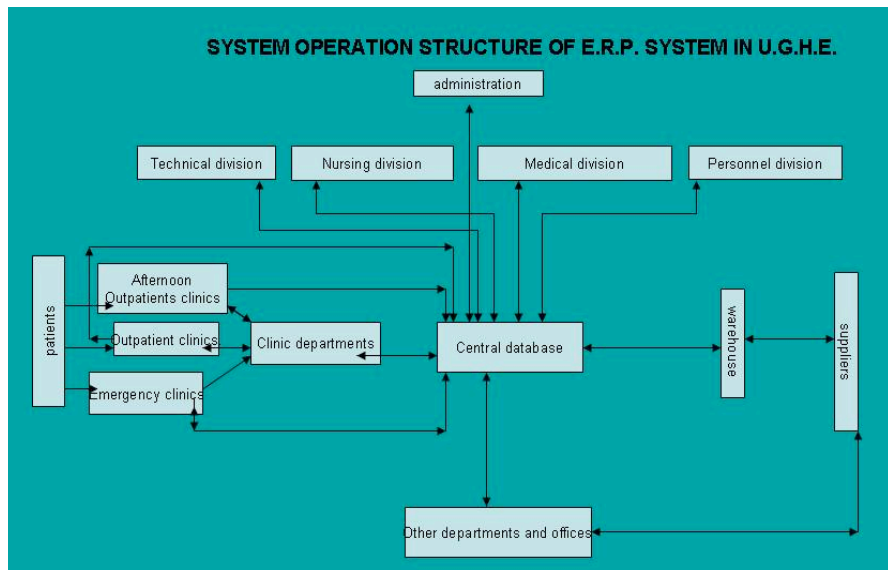 SYSTEM OPERATION STRUCTURE OF E.R.P. SYSTEM IN U.G.H.E.
administration
Technical division
Nursing division
Medical division
Personnel division
patients
Afternoon
Outpatients clinics
Outpatient clinics
Emergency clinics
Clinic departments
Central database
warehouse
suppliers
Other departments and offices